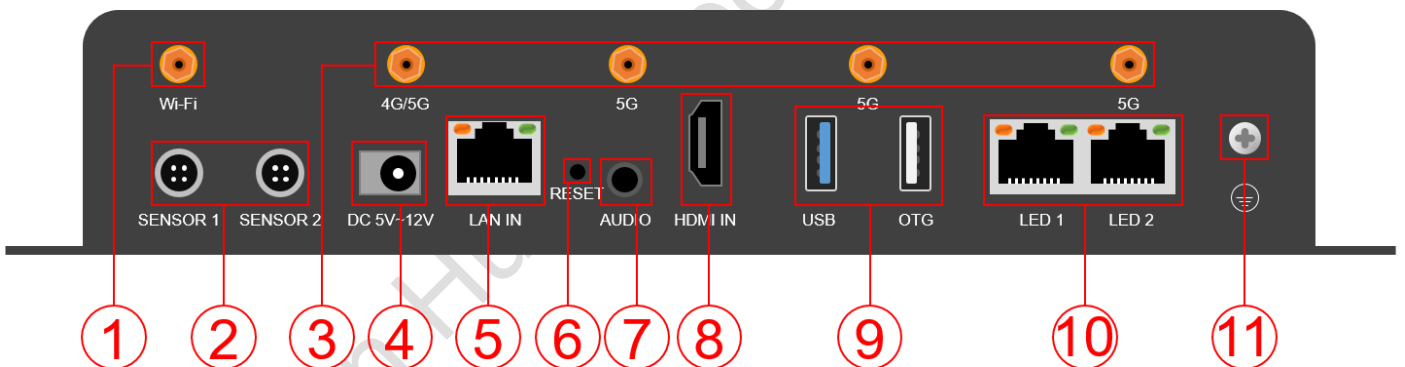 Wi-Fi
4G/5G
5G
5G
5G
SENSOR 1
SENSOR 2
DC 5V~12V
LAN IN
RESET
AUDIO
HDMI IN
USB
OTG
LED 1
LED 2
1
2
3
4
5
6
7
8
9
10
11